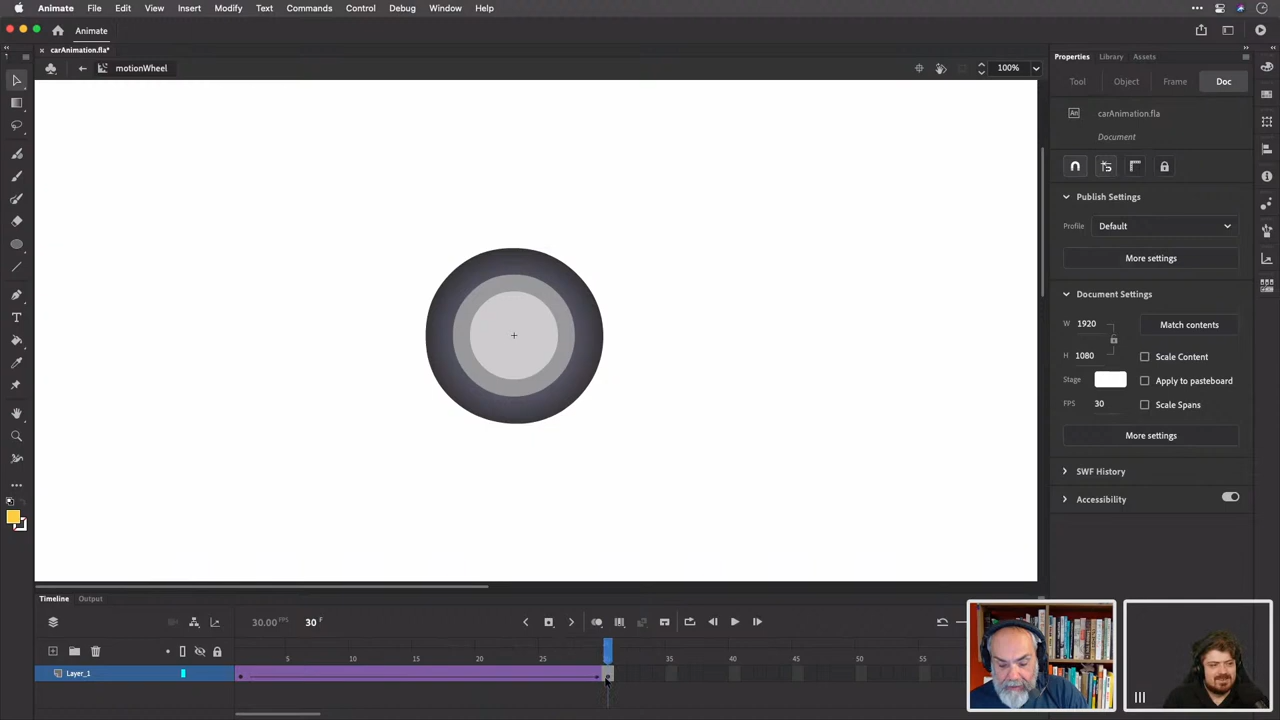 Animate File Edit View Insert Modify Text Commands Control Debug Window Help
Animate
carAnimation.fla*
motionWheel
100%
Properties Library Assets
Tool Object Frame Doc
An carAnimation.fla
Document
Publish Settings
Profile Default
More settings
Document Settings
W 1920 Match contents
H 1080 Scale Content
Stage Apply to pasteboard
FPS 30 Scale Spans
More settings
SWF History
Accessibility
Timeline Output
30.00 FPS 30 F
5 10 15 20 25 35 40 45 50 55
Layer_1